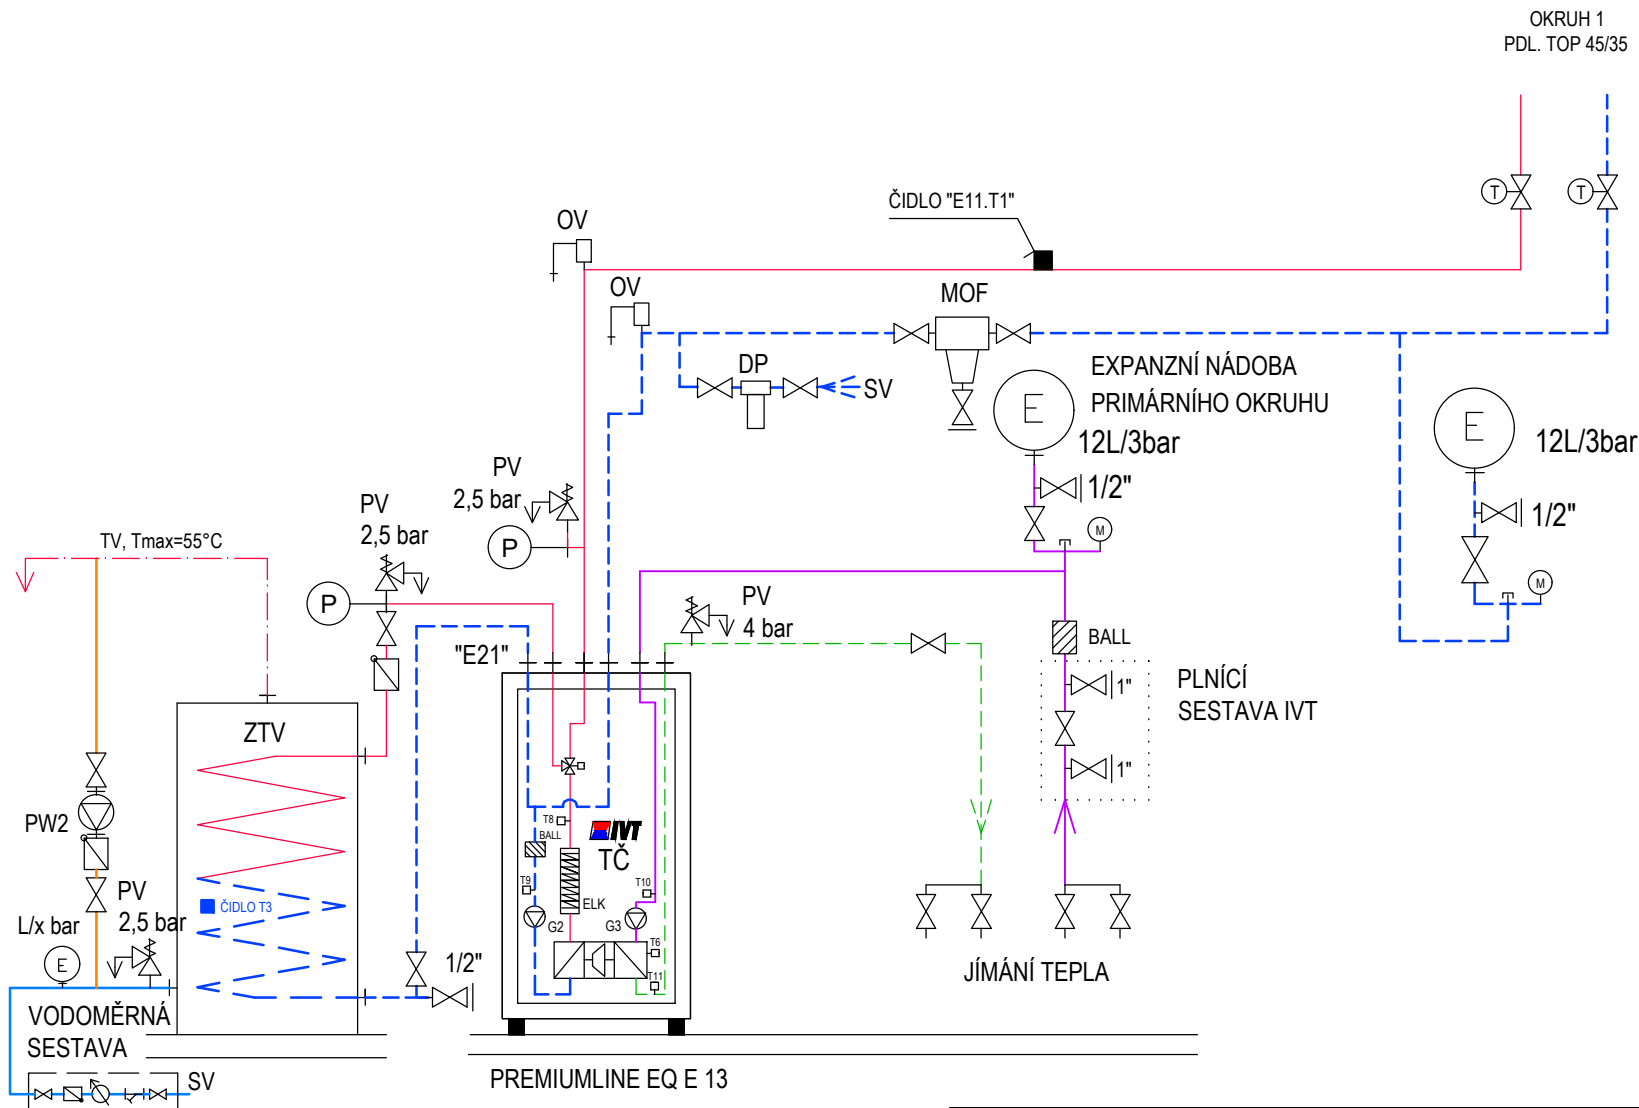 OKRUH 1
PDL. TOP 45/35
T
T
ČIDLO "E11.T1"
OV
OV
MOF
DP
SV
EXPANZNÍ NÁDOBA
PRIMÁRNÍHO OKRUHU
E
12L/3bar
E
12L/3bar
1/2"
1/2"
M
M
PV
2,5 bar
P
PV
2,5 bar
P
TV, Tmax=55°C
PV
4 bar
"E21"
BALL
PLNÍCÍ
SESTAVA IVT
1"
1"
ZTV
PW2
PV
2,5 bar
L/x bar
E
ČIDLO T3
1/2"
T8
BALL
IVT
TČ
T9
T10
ELK
G2
G3
T6
T11
JÍMÁNÍ TEPLA
VODOMĚRNÁ
SESTAVA
SV
PREMIUMLINE EQ E 13